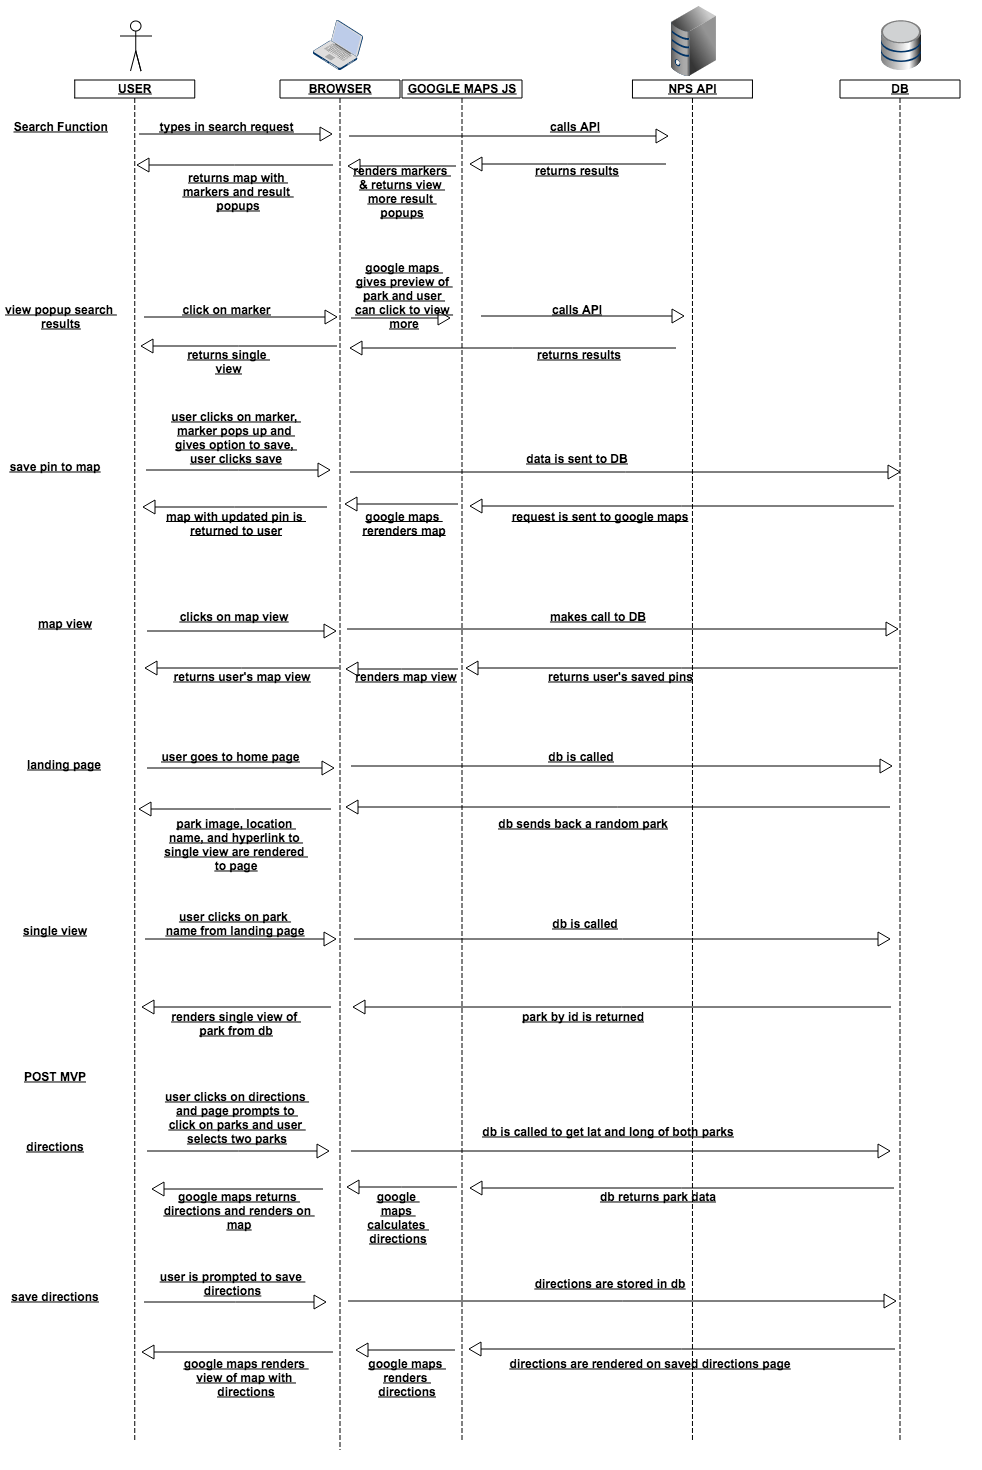 USER
BROWSER
GOOGLE MAPS JS
NPS API
DB
Search Function
types in search request
calls API
returns map with
markers and result
popups
renders markers
& returns view
more result
popups
returns results
view popup search
results
click on marker
google maps
gives preview of
park and user
can click to view
more
calls API
returns single
view
returns results
save pin to map
user clicks on marker,
marker pops up and
gives option to save,
user clicks save
data is sent to DB
map with updated pin is
returned to user
google maps
rerenders map
request is sent to google maps
map view
clicks on map view
makes call to DB
returns user's map view
renders map view
returns user's saved pins
landing page
user goes to home page
db is called
park image, location
name, and hyperlink to
single view are rendered
to page
db sends back a random park
single view
user clicks on park
name from landing page
db is called
renders single view of
park from db
park by id is returned
POST MVP
directions
user clicks on directions
and page prompts to
click on parks and user
selects two parks
db is called to get lat and long of both parks
google maps returns
directions and renders on
map
google
maps
calculates
directions
db returns park data
save directions
user is prompted to save
directions
directions are stored in db
google maps renders
view of map with
directions
google maps
renders
directions
directions are rendered on saved directions page